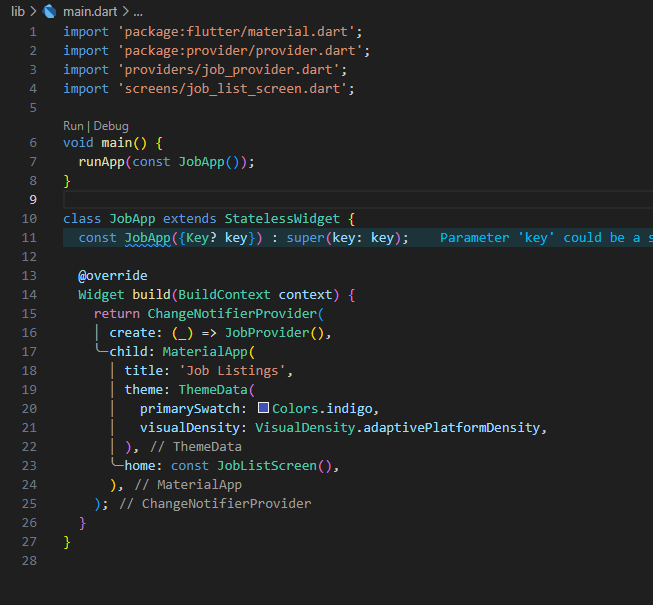 lib > main.dart > ...
1 import 'package:flutter/material.dart';
2 import 'package:provider/provider.dart';
3 import 'providers/job_provider.dart';
4 import 'screens/job_list_screen.dart';
5
Run | Debug
6 void main() {
7   runApp(const JobApp());
8 }
9
10 class JobApp extends StatelessWidget {
11   const JobApp({Key? key}) : super(key: key);    Parameter 'key' could be a s
12
13   @override
14   Widget build(BuildContext context) {
15     return ChangeNotifierProvider(
16       create: (_) => JobProvider(),
17       child: MaterialApp(
18         title: 'Job Listings',
19         theme: ThemeData(
20           primarySwatch: Colors.indigo,
21           visualDensity: VisualDensity.adaptivePlatformDensity,
22         ), // ThemeData
23         home: const JobListScreen(),
24       ), // MaterialApp
25     ); // ChangeNotifierProvider
26   }
27 }
28